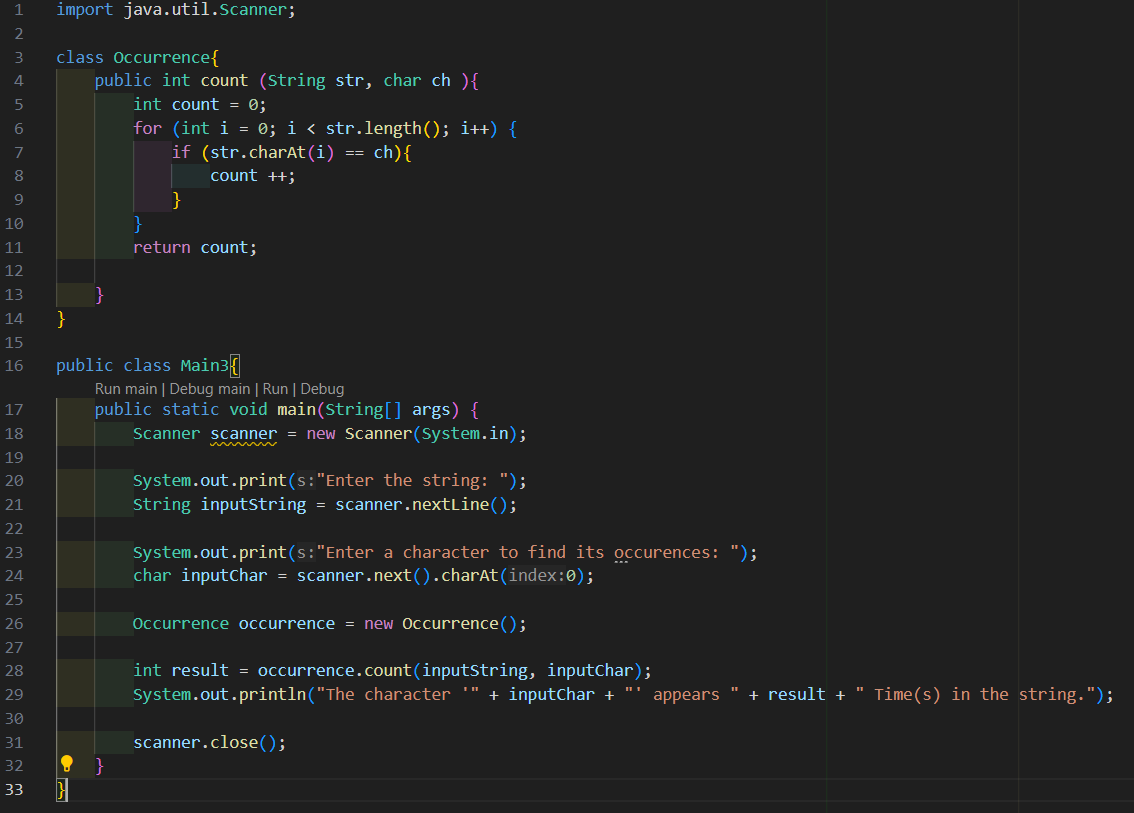 1 import java.util.Scanner;
2
3 class Occurrence{
4 public int count (String str, char ch ){
5 int count = 0;
6 for (int i = 0; i < str.length(); i++) {
7 if (str.charAt(i) == ch){
8 count ++;
9 }
10 }
11 return count;
12
13 }
14 }
15
16 public class Main3{
Run main | Debug main | Run | Debug
17 public static void main(String[] args) {
18 Scanner scanner = new Scanner(System.in);
19
20 System.out.print(s:"Enter the string: ");
21 String inputString = scanner.nextLine();
22
23 System.out.print(s:"Enter a character to find its occurences: ");
24 char inputChar = scanner.next().charAt(index:0);
25
26 Occurrence occurrence = new Occurrence();
27
28 int result = occurrence.count(inputString, inputChar);
29 System.out.println("The character '" + inputChar + "' appears " + result + " Time(s) in the string.");
30
31 scanner.close();
32 }
33 }